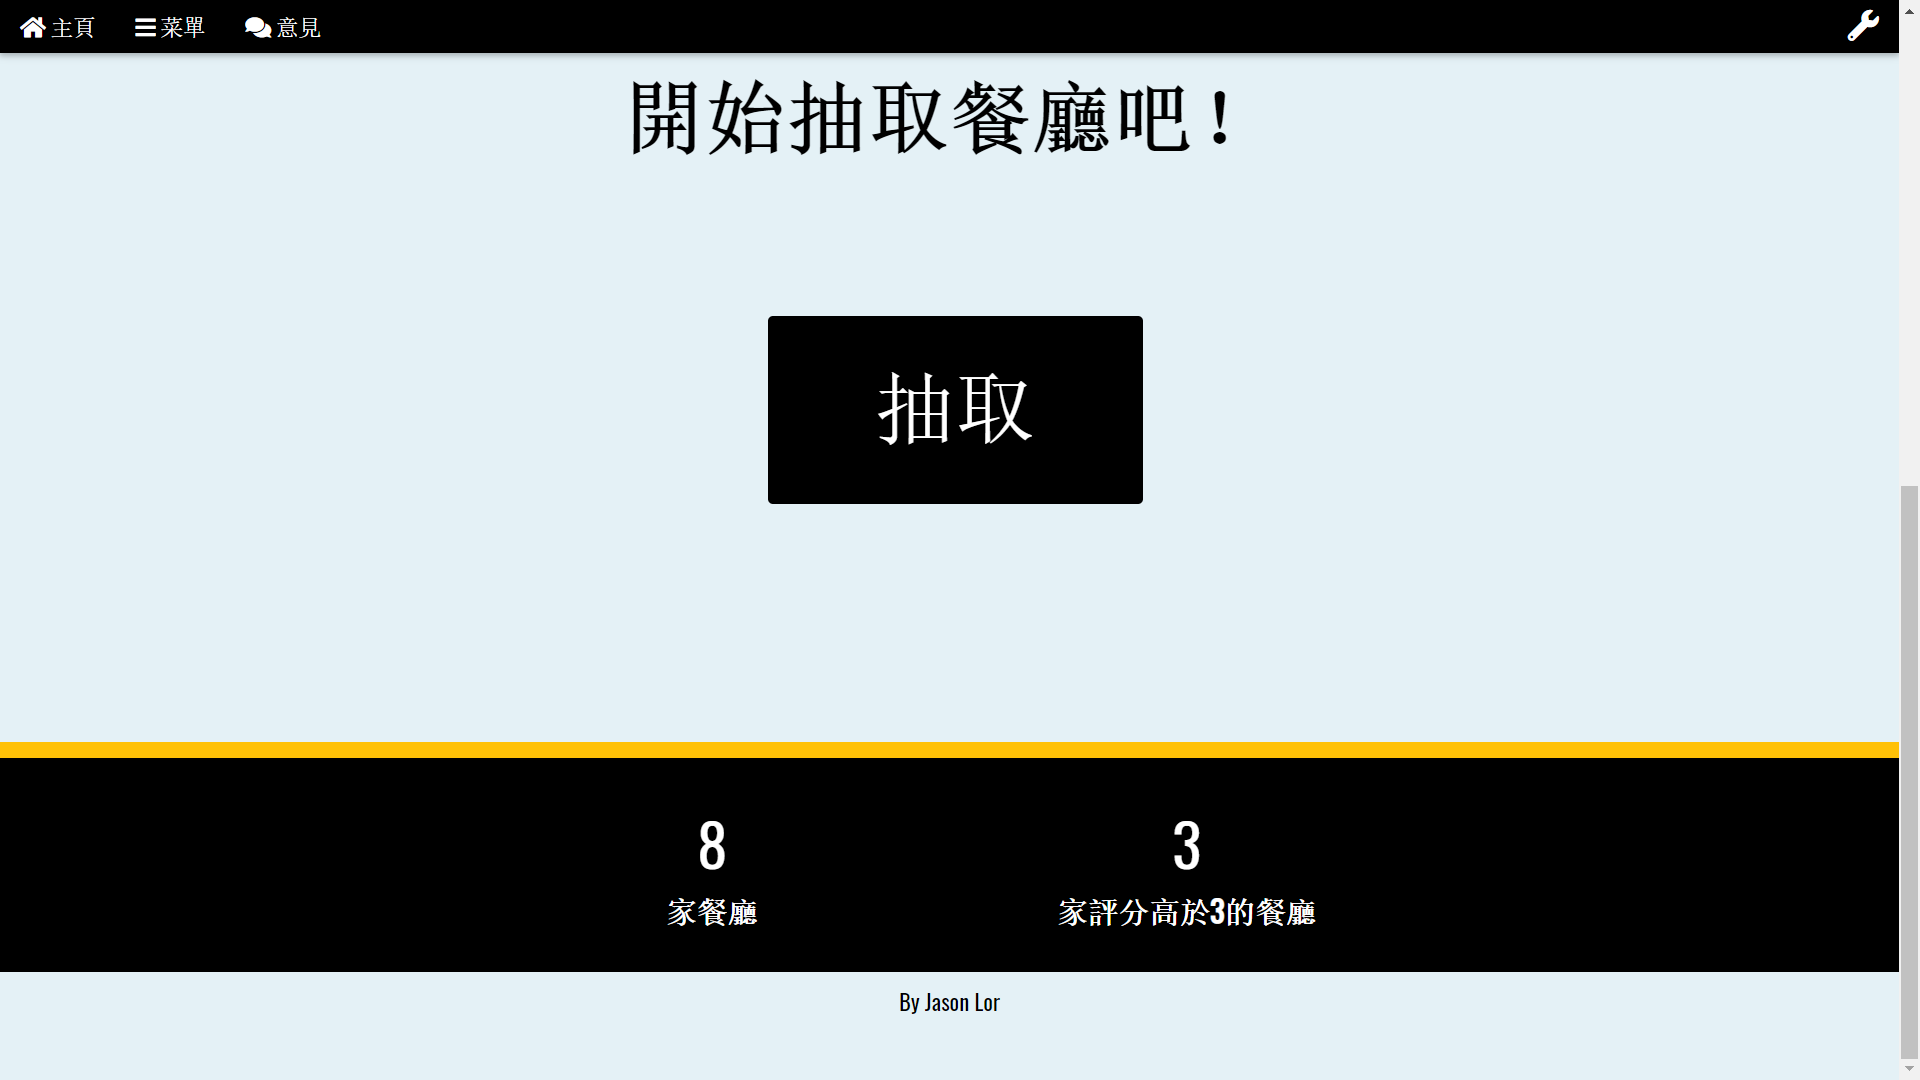 主頁 菜單 意見
開始抽取餐廳吧！
抽取
8 3
家餐廳 家評分高於3的餐廳
By Jason Lor